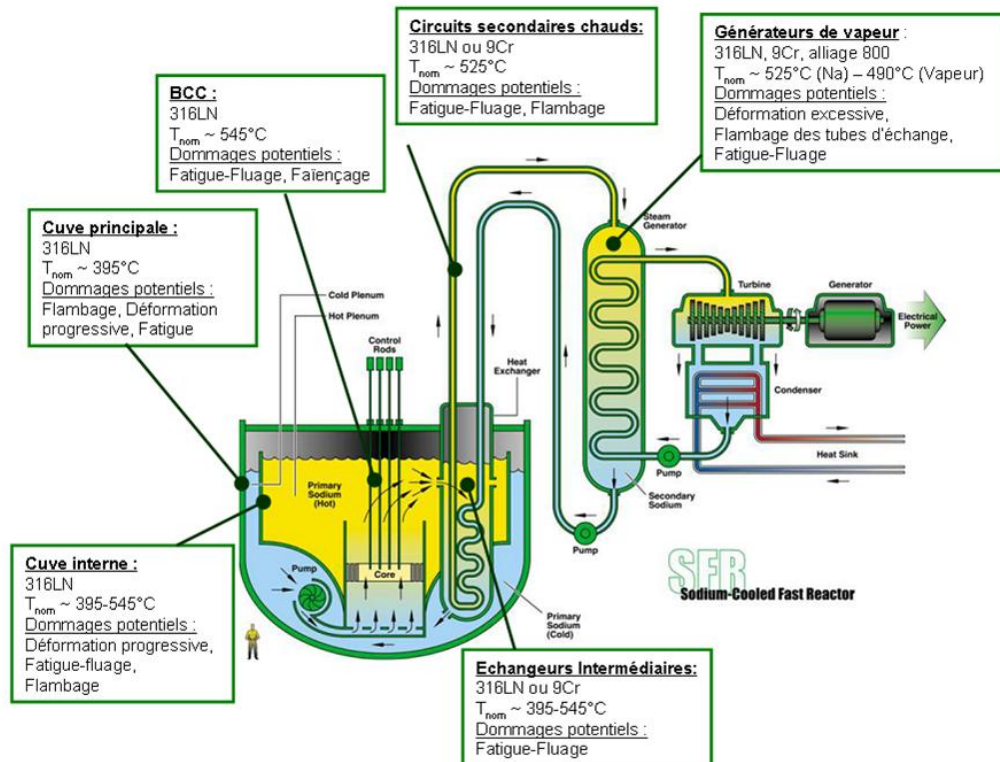 Circuits secondaires chauds:
316LN ou 9Cr
Tnom ~ 525°C
Dommages potentiels :
Fatigue-Fluage, Flambage
Générateurs de vapeur :
316LN, 9Cr, alliage 800
Tnom ~ 525°C (Na) – 490°C (Vapeur)
Dommages potentiels :
Déformation excessive,
Flambage des tubes d'échange,
Fatigue-Fluage
BCC :
316LN
Tnom ~ 545°C
Dommages potentiels :
Fatigue-Fluage, Faïençage
Cuve principale :
316LN
Tnom ~ 395°C
Dommages potentiels :
Flambage, Déformation
progressive, Fatigue
Steam
Generator
Cold Plenum
Hot Plenum
Control
Rods
Heat
Exchanger
Turbine
Generator
Electrical
Power
Condenser
Heat Sink
Pump
Secondary
Sodium
Pump
Primary
Sodium
(Hot)
Core
Pump
Primary
Sodium
(Cold)
SFR
Sodium-Cooled Fast Reactor
Cuve interne :
316LN
Tnom ~ 395-545°C
Dommages potentiels :
Déformation progressive,
Fatigue-fluage,
Flambage
Echangeurs Intermédiaires:
316LN ou 9Cr
Tnom ~ 395-545°C
Dommages potentiels :
Fatigue-Fluage